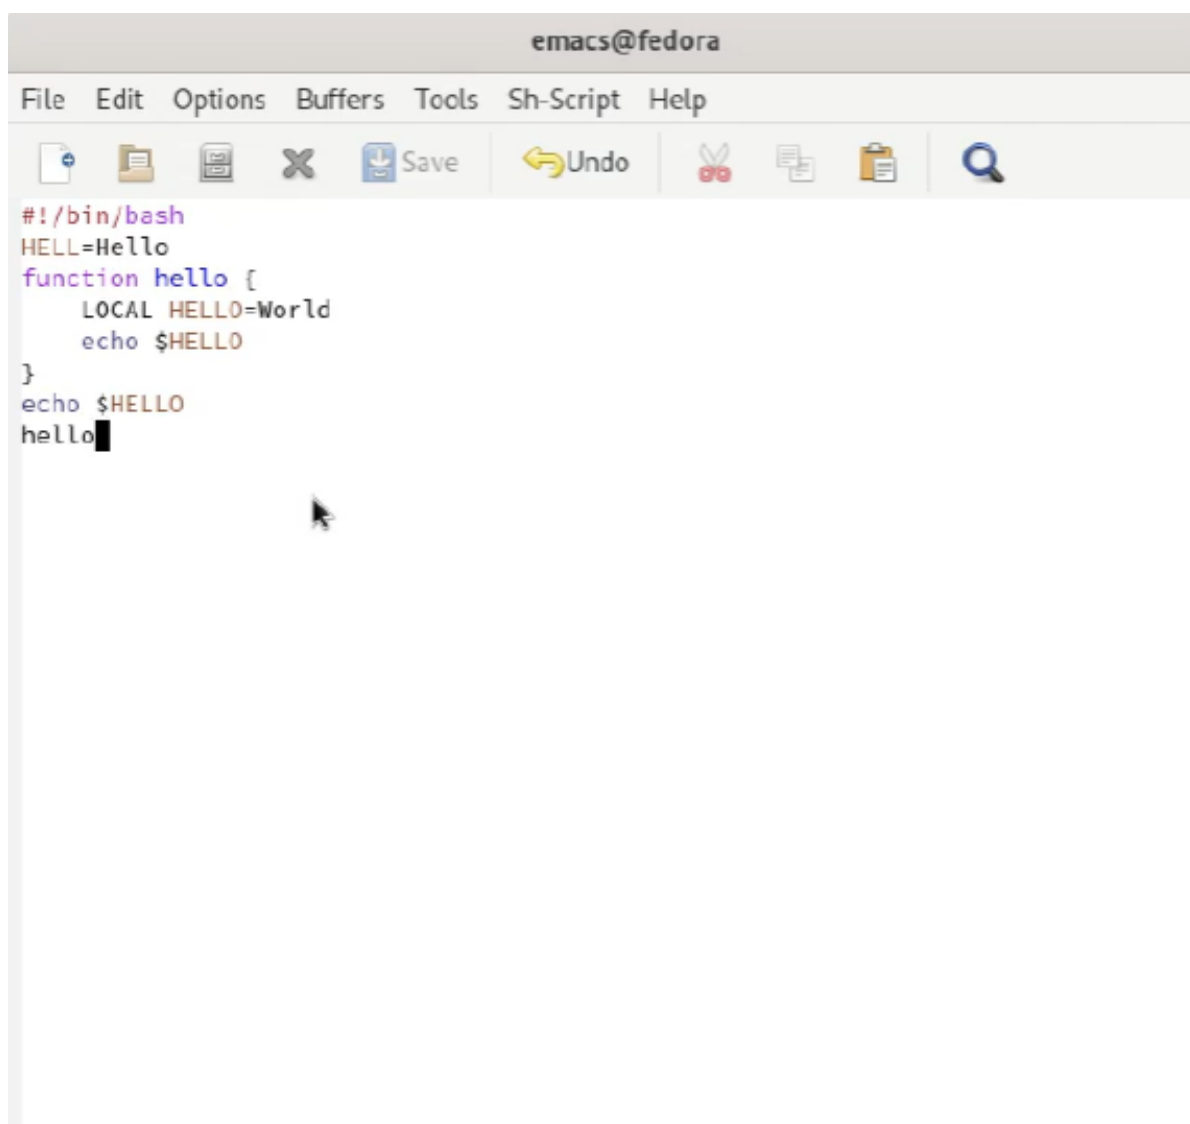 emacs@fedora
File Edit Options Buffers Tools Sh-Script Help
Save Undo
#!/bin/bash
HELL=Hello
function hello {
    LOCAL HELLO=World
    echo $HELLO
}
echo $HELLO
hello